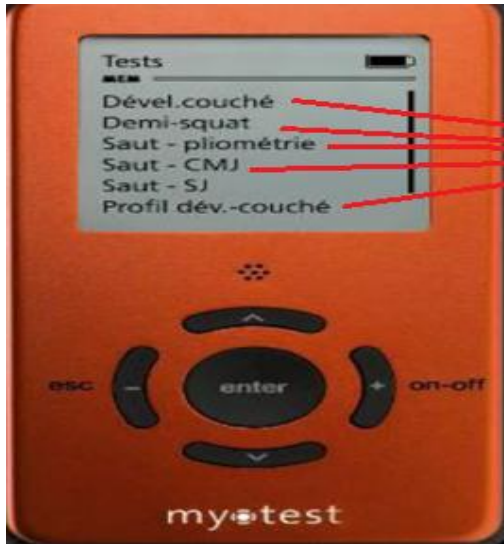 Tests
MEM
Dével.couché
Demi-squat
Saut - pliométrie
Saut - CMJ
Saut - SJ
Profil dév.-couché
esc
-
enter
+
on-off
myotest